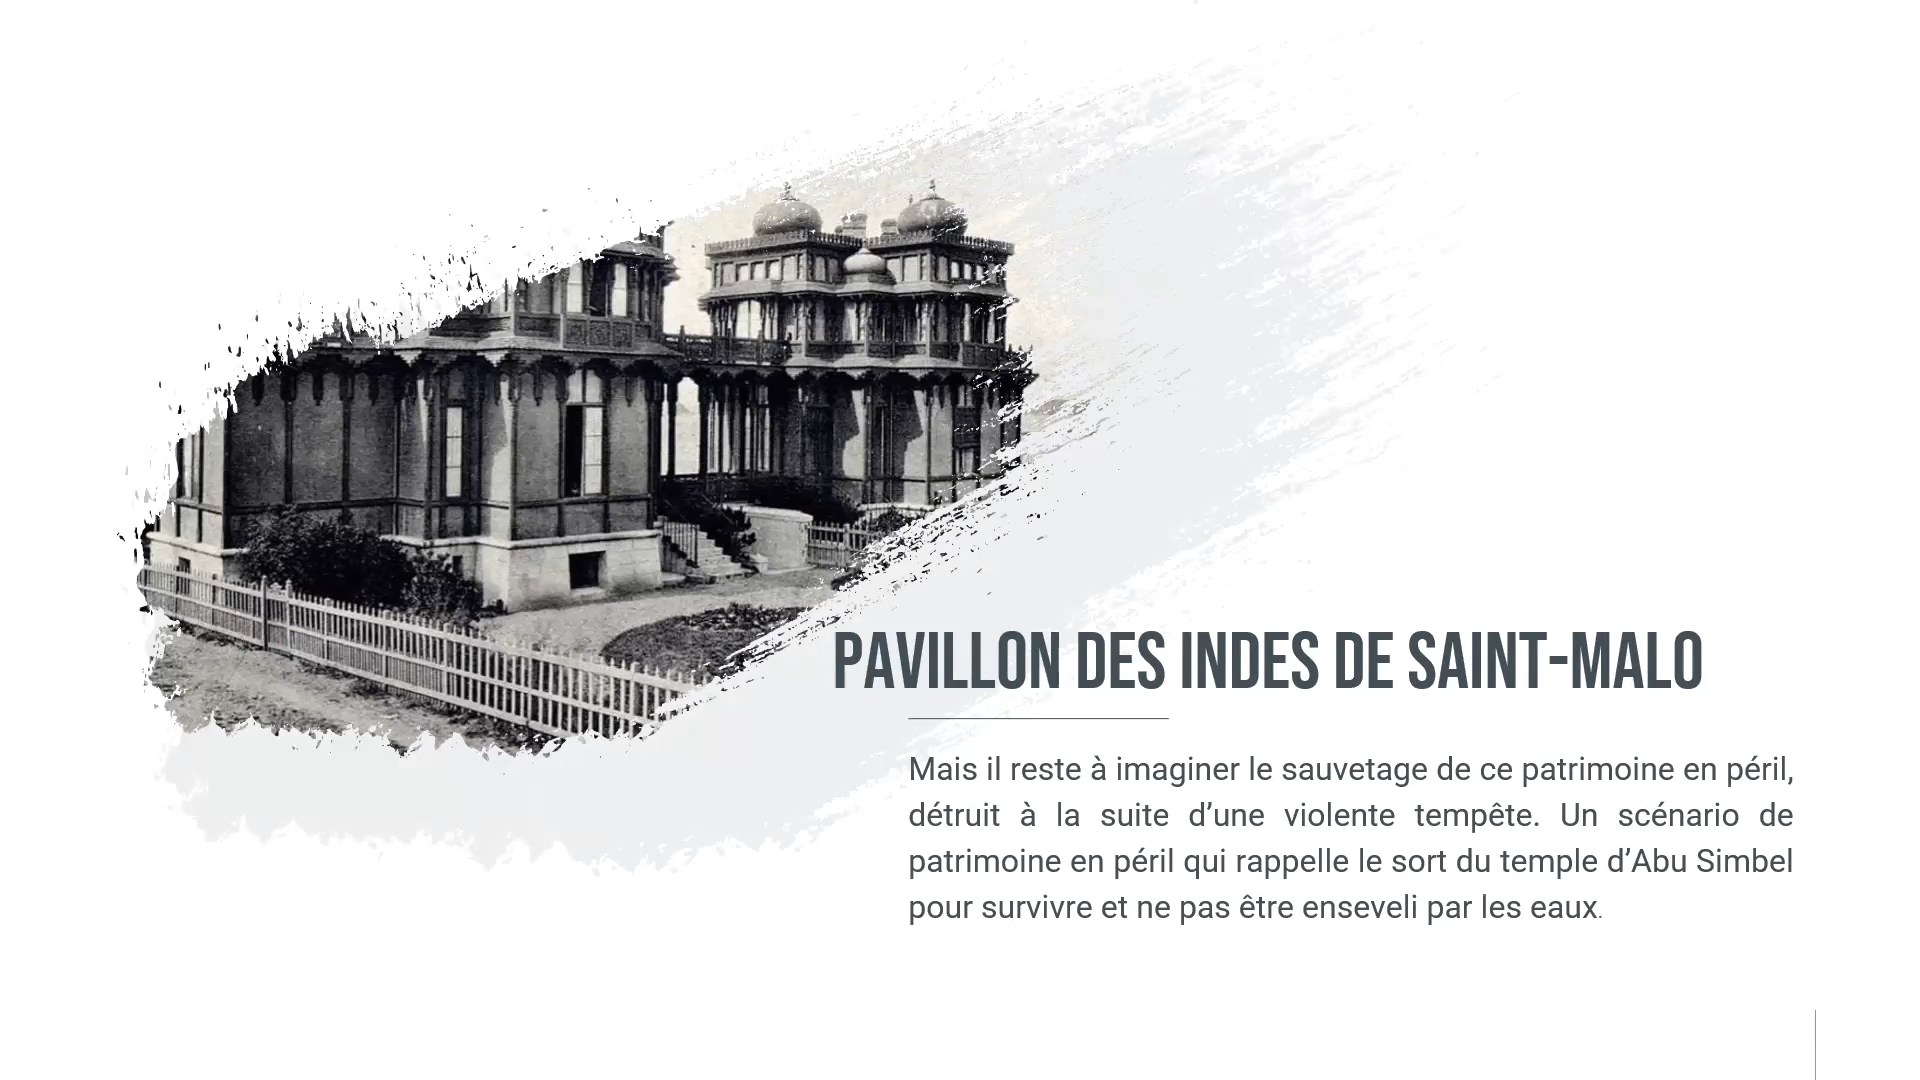 PAVILLON DES INDES DE SAINT-MALO
Mais il reste à imaginer le sauvetage de ce patrimoine en péril,
détruit à la suite d’une violente tempête. Un scénario de
patrimoine en péril qui rappelle le sort du temple d’Abu Simbel
pour survivre et ne pas être enseveli par les eaux.